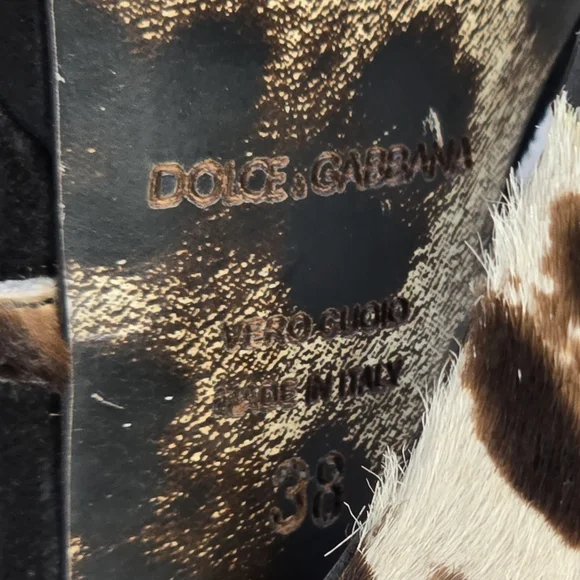 DOLCE & GABBANA
VERO CUOIO
MADE IN ITALY
38